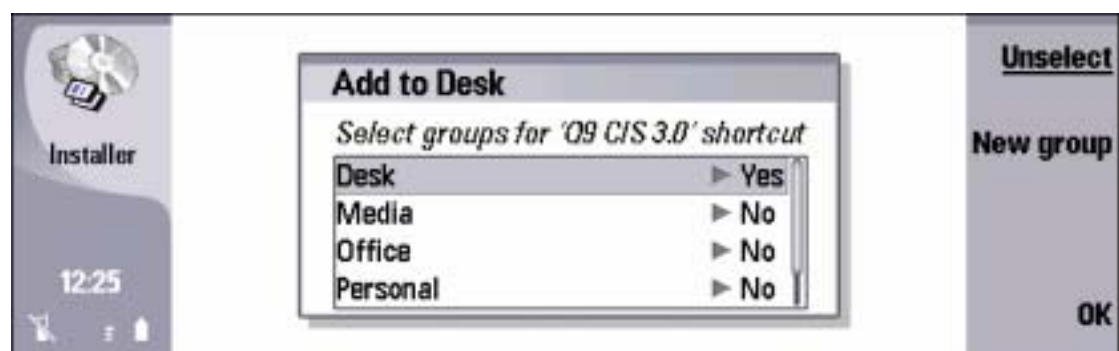 Installer
12:25
Add to Desk
Select groups for 'Q9 CIS 3.0' shortcut
Desk Yes
Media No
Office No
Personal No
Unselect
New group
OK